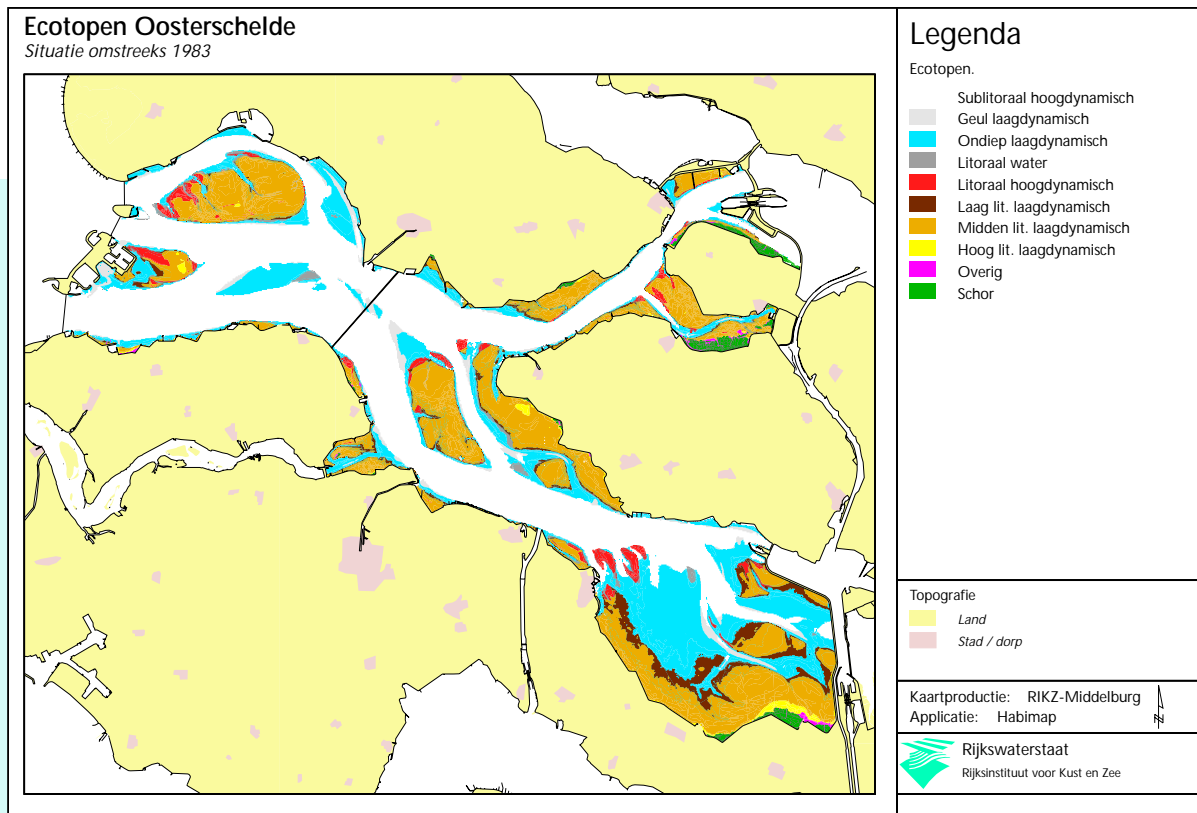 Ecotopen Oosterschelde
Situatie omstreeks 1983
Legenda
Ecotopen.
Sublitoraal hoogdynamisch
Geul laagdynamisch
Ondiep laagdynamisch
Litoraal water
Litoraal hoogdynamisch
Laag lit. laagdynamisch
Midden lit. laagdynamisch
Hoog lit. laagdynamisch
Overig
Schor
Topografie
Land
Stad / dorp
Kaartproductie: RIKZ-Middelburg
Applicatie: Habimap
N
Rijkswaterstaat
Rijksinstituut voor Kust en Zee